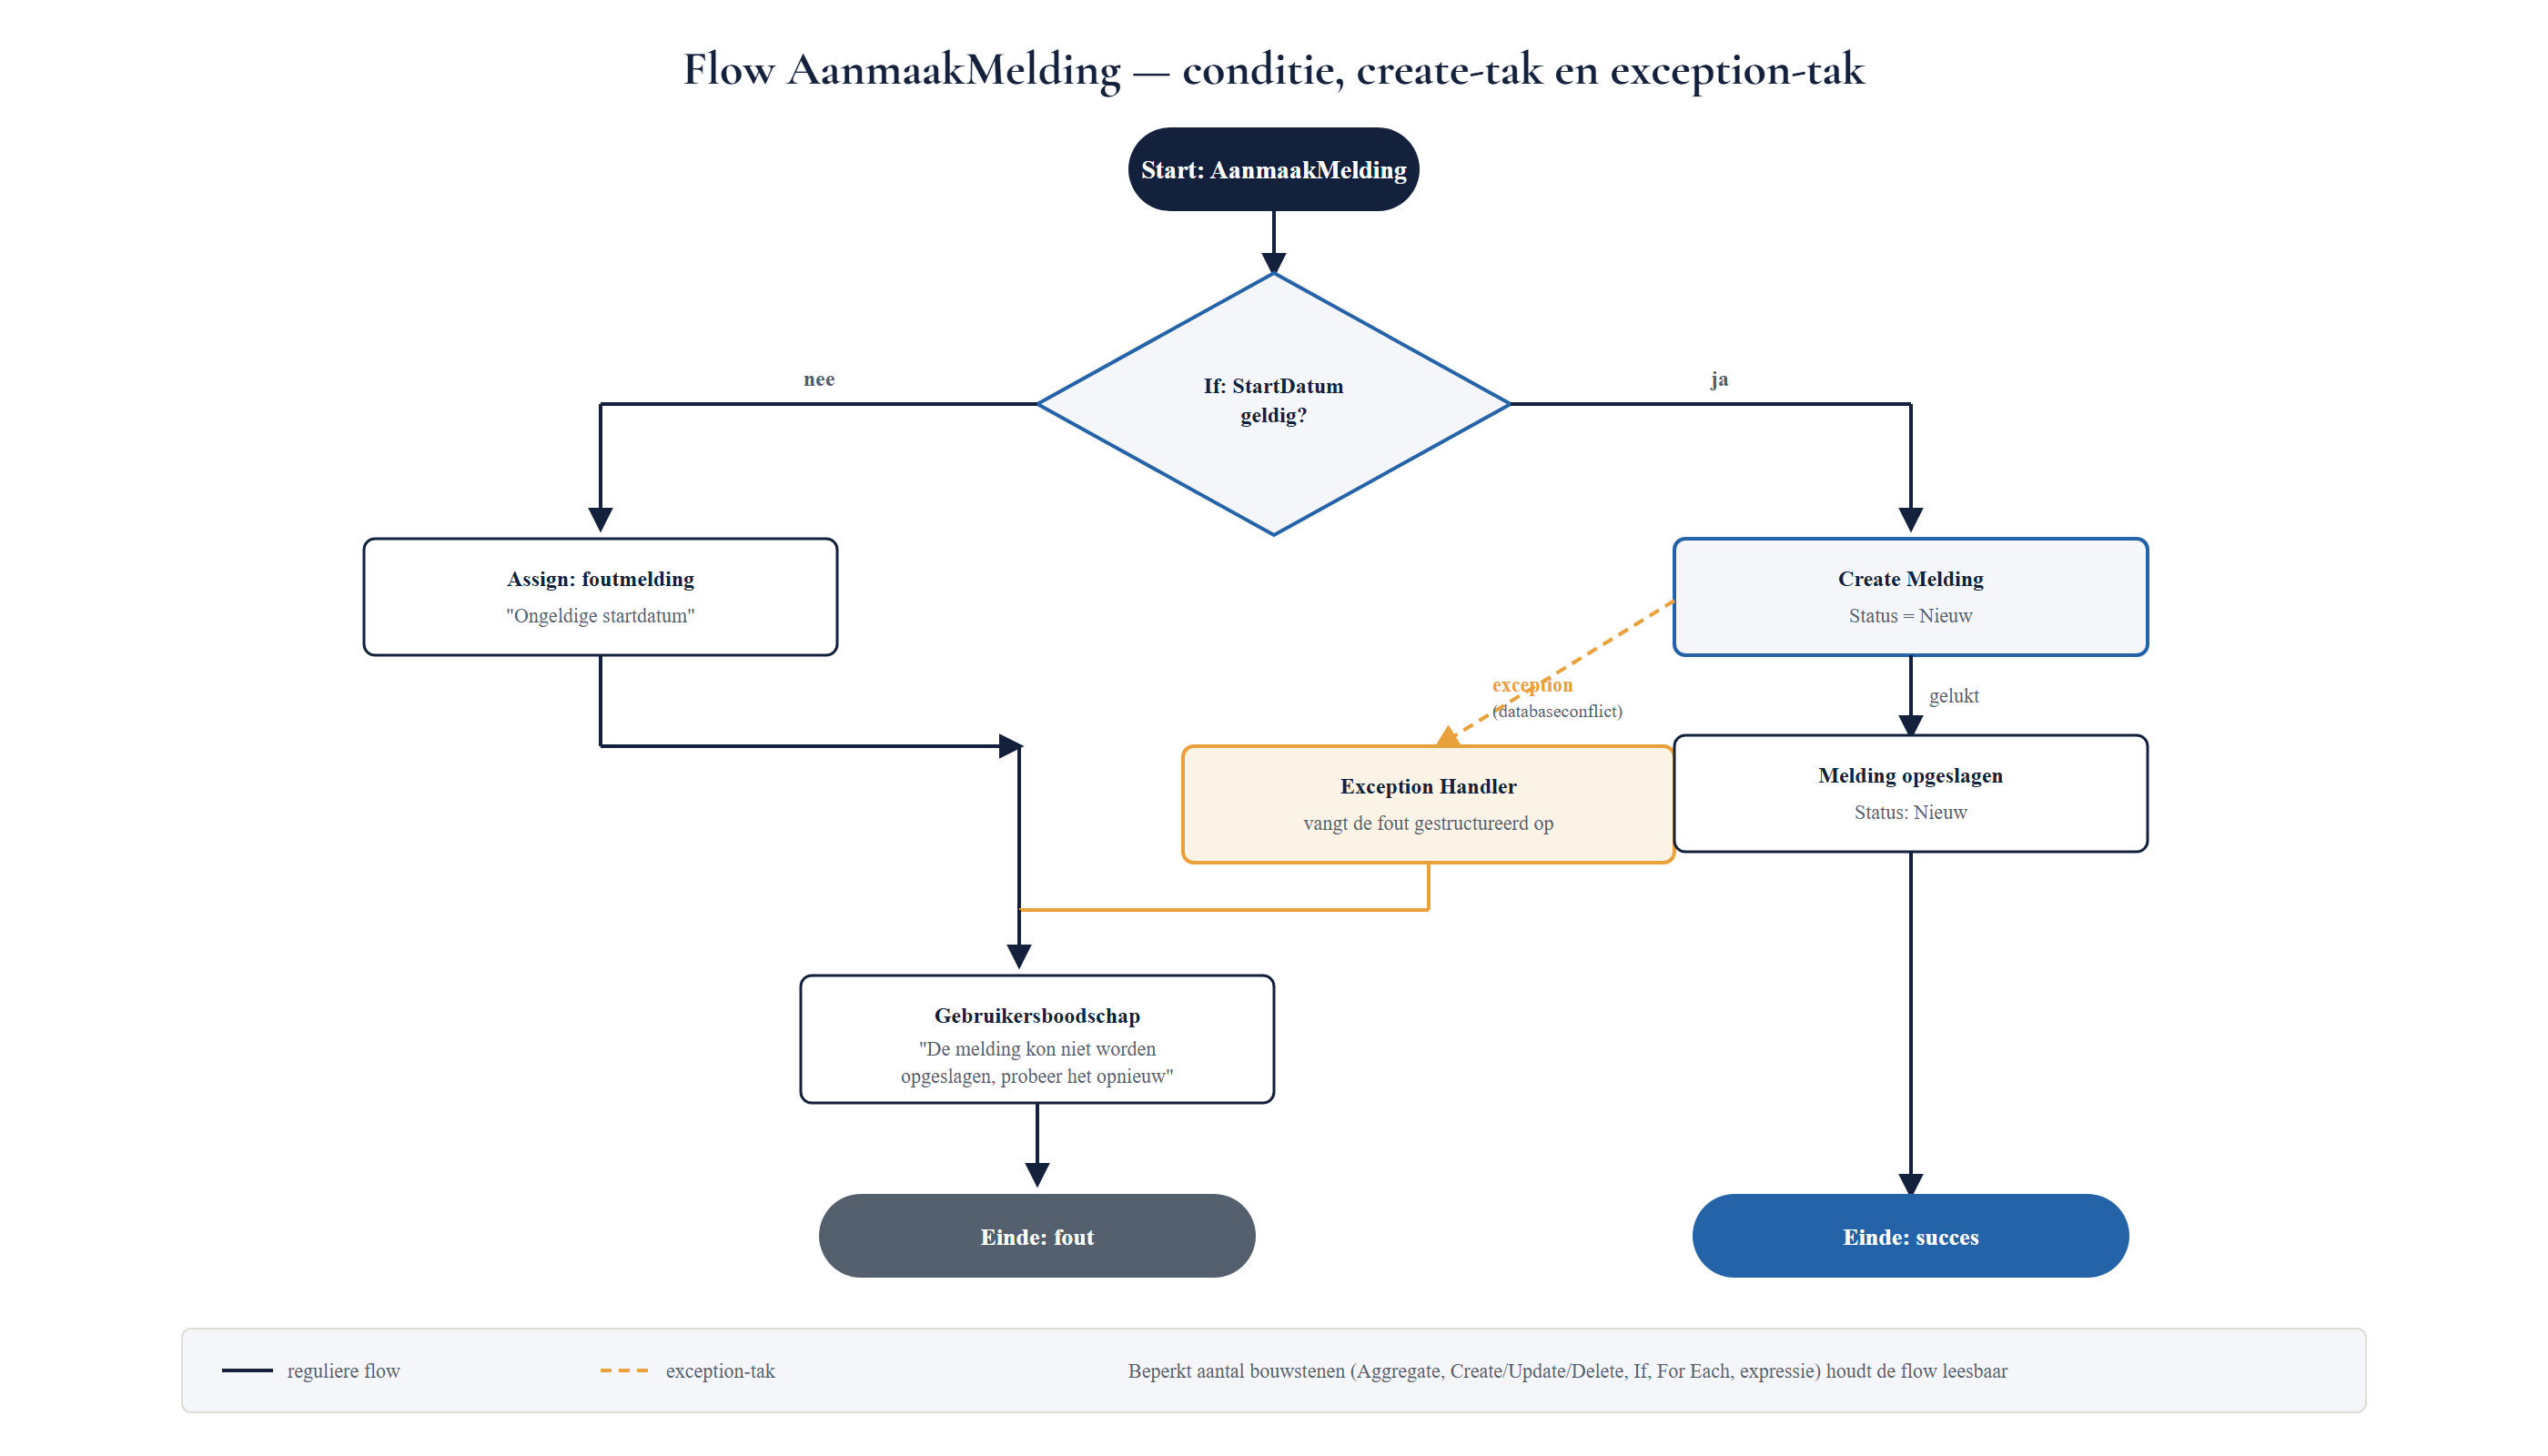 Flow AanmaakMelding — conditie, create-tak en exception-tak
Start: AanmaakMelding
If: StartDatum
geldig?
nee
ja
Assign: foutmelding
"Ongeldige startdatum"
Create Melding
Status = Nieuw
exception
(databaseconflict)
gelukt
Exception Handler
vangt de fout gestructureerd op
Melding opgeslagen
Status: Nieuw
Gebruikersboodschap
"De melding kon niet worden
opgeslagen, probeer het opnieuw"
Einde: fout
Einde: succes
reguliere flow
exception-tak
Beperkt aantal bouwstenen (Aggregate, Create/Update/Delete, If, For Each, expressie) houdt de flow leesbaar